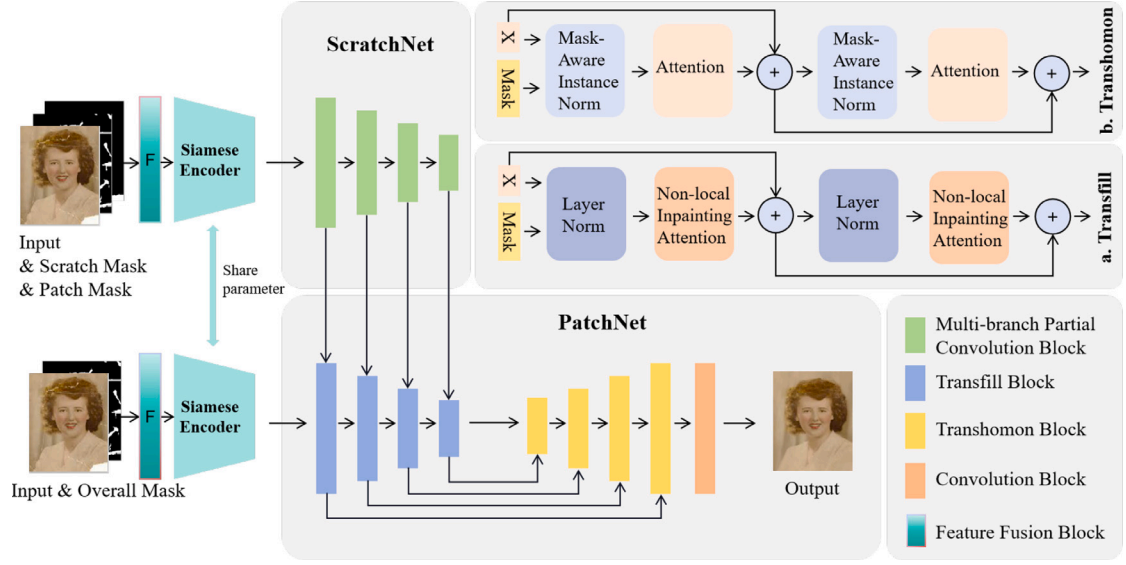 ScratchNet
X
Mask
Mask-
Aware
Instance
Norm
Attention
+
Mask-
Aware
Instance
Norm
Attention
+
b. Transhomon
F
Siamese
Encoder
Input
& Scratch Mask
& Patch Mask
X
Mask
Layer
Norm
Non-local
Inpainting
Attention
+
Layer
Norm
Non-local
Inpainting
Attention
+
a. Transfill
Share
parameter
PatchNet
F
Siamese
Encoder
Input & Overall Mask
Output
Multi-branch Partial
Convolution Block
Transfill Block
Transhomon Block
Convolution Block
Feature Fusion Block